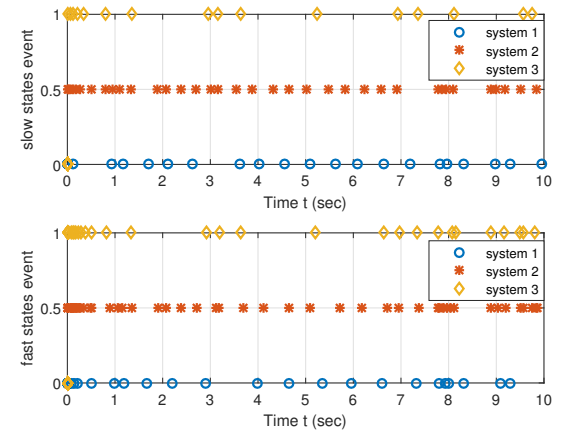 slow states event
1
0.5
0
0 1 2 3 4 5 6 7 8 9 10
Time t (sec)
system 1
system 2
system 3
fast states event
1
0.5
0
0 1 2 3 4 5 6 7 8 9 10
Time t (sec)
system 1
system 2
system 3